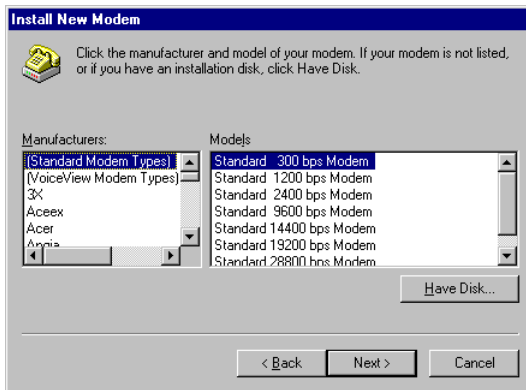 Install New Modem
Click the manufacturer and model of your modem. If your modem is not listed,
or if you have an installation disk, click Have Disk.
Manufacturers:
(Standard Modem Types)
(VoiceView Modem Types)
3X
Aceex
Acer
Angia
Models
Standard 300 bps Modem
Standard 1200 bps Modem
Standard 2400 bps Modem
Standard 9600 bps Modem
Standard 14400 bps Modem
Standard 19200 bps Modem
Standard 28800 bps Modem
Have Disk...
< Back
Next >
Cancel